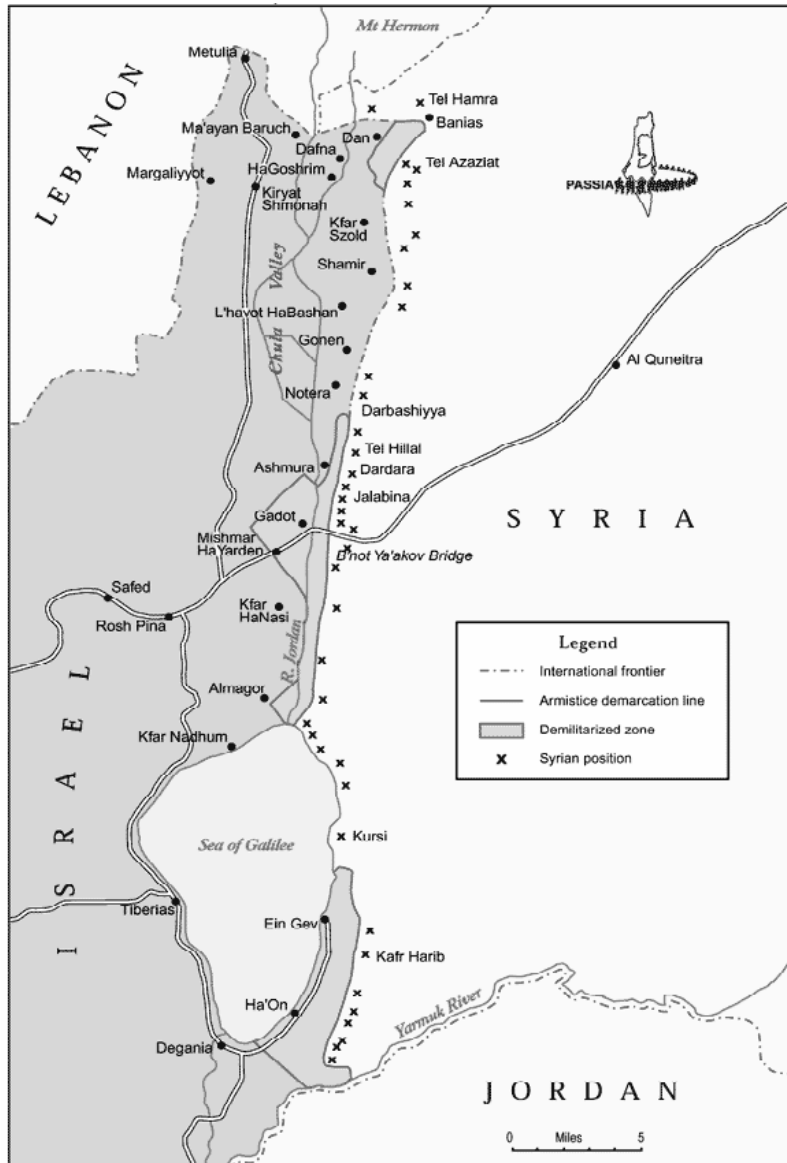 Mt Hermon
Metulla
LEBANON
Tel Hamra
Banias
Ma'ayan Baruch
Dan
Dafna
Tel Azaziat
HaGoshrim
Margaliyyot
Kiryat
Shmonah
PASSIA
Kfar
Szold
Shamir
Chula Valley
L'havot HaBashan
Gonen
Al Quneitra
Notera
Darbashiyya
Tel Hillal
Ashmura
Dardara
Jalabina
SYRIA
Gadot
Mishmar
HaYarden
B'not Ya'akov Bridge
Safed
Kfar
HaNasi
Rosh Pina
R. Jordan
Legend
International frontier
Armistice demarcation line
Demilitarized zone
x Syrian position
Almagor
Kfar Nadhum
ISRAEL
Sea of Galilee
Kursi
Tiberias
Ein Gev
Kafr Harib
Ha'On
Yarmuk River
Degania
JORDAN
0 Miles 5